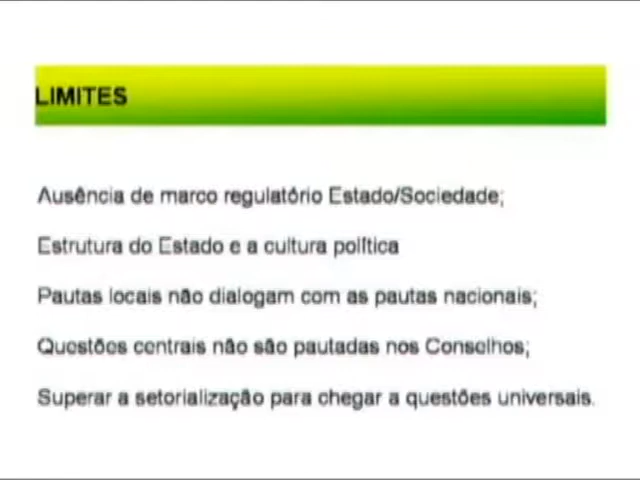 LIMITES
Ausência de marco regulatório Estado/Sociedade;
Estrutura do Estado e a cultura política
Pautas locais não dialogam com as pautas nacionais;
Questões centrais não são pautadas nos Conselhos;
Superar a setorialização para chegar a questões universais.